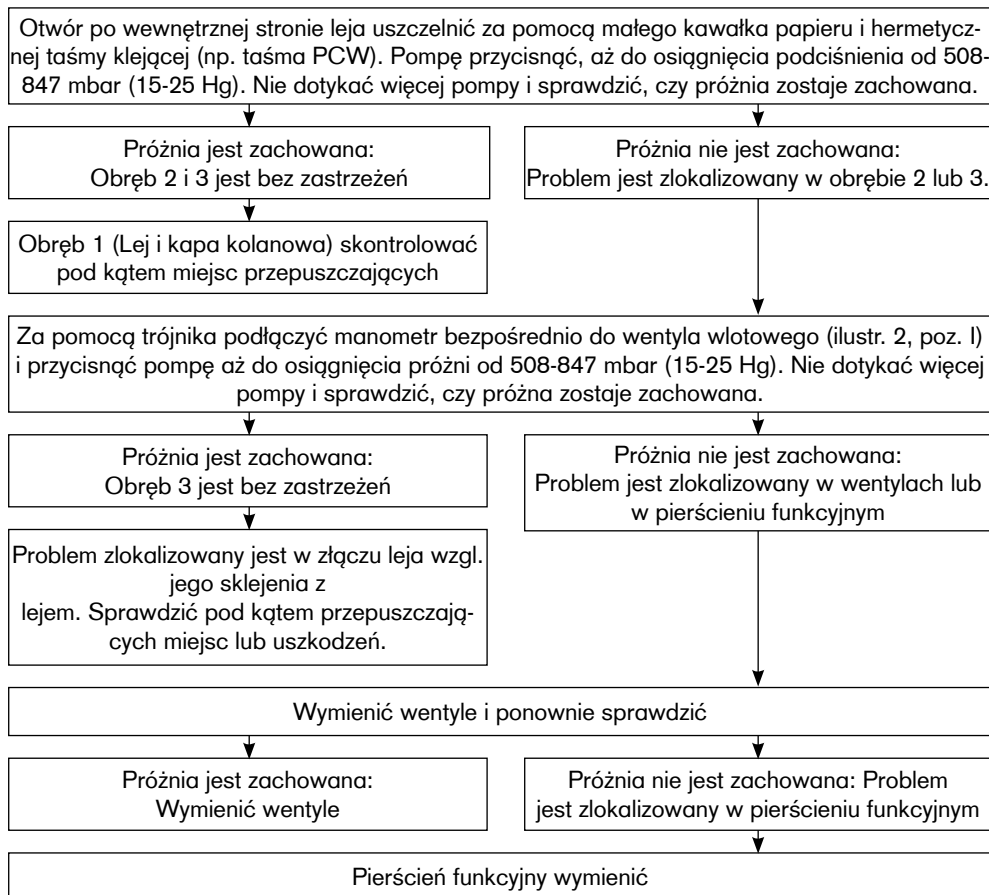 Otwór po wewnętrznej stronie leja uszczelnić za pomocą małego kawałka papieru i hermetycz-
nej taśmy klejącej (np. taśma PCW). Pompę przycisnąć, aż do osiągnięcia podciśnienia od 508-
847 mbar (15-25 Hg). Nie dotykać więcej pompy i sprawdzić, czy próżnia zostaje zachowana.
Próżnia jest zachowana:
Obręb 2 i 3 jest bez zastrzeżeń
Próżnia nie jest zachowana:
Problem jest zlokalizowany w obrębie 2 lub 3.
Obręb 1 (Lej i kapa kolanowa) skontrolować
pod kątem miejsc przepuszczających
Za pomocą trójnika podłączyć manometr bezpośrednio do wentyla wlotowego (ilustr. 2, poz. I)
i przycisnąć pompę aż do osiągnięcia próżni od 508-847 mbar (15-25 Hg). Nie dotykać więcej
pompy i sprawdzić, czy próżna zostaje zachowana.
Próżnia jest zachowana:
Obręb 3 jest bez zastrzeżeń
Próżnia nie jest zachowana:
Problem jest zlokalizowany w wentylach lub
w pierścieniu funkcyjnym
Problem zlokalizowany jest w złączu leja wzgl.
jego sklejenia z
lejem. Sprawdzić pod kątem przepuszczają-
cych miejsc lub uszkodzeń.
Wymienić wentyle i ponownie sprawdzić
Próżnia jest zachowana:
Wymienić wentyle
Próżnia nie jest zachowana: Problem
jest zlokalizowany w pierścieniu funkcyjnym
Pierścień funkcyjny wymienić